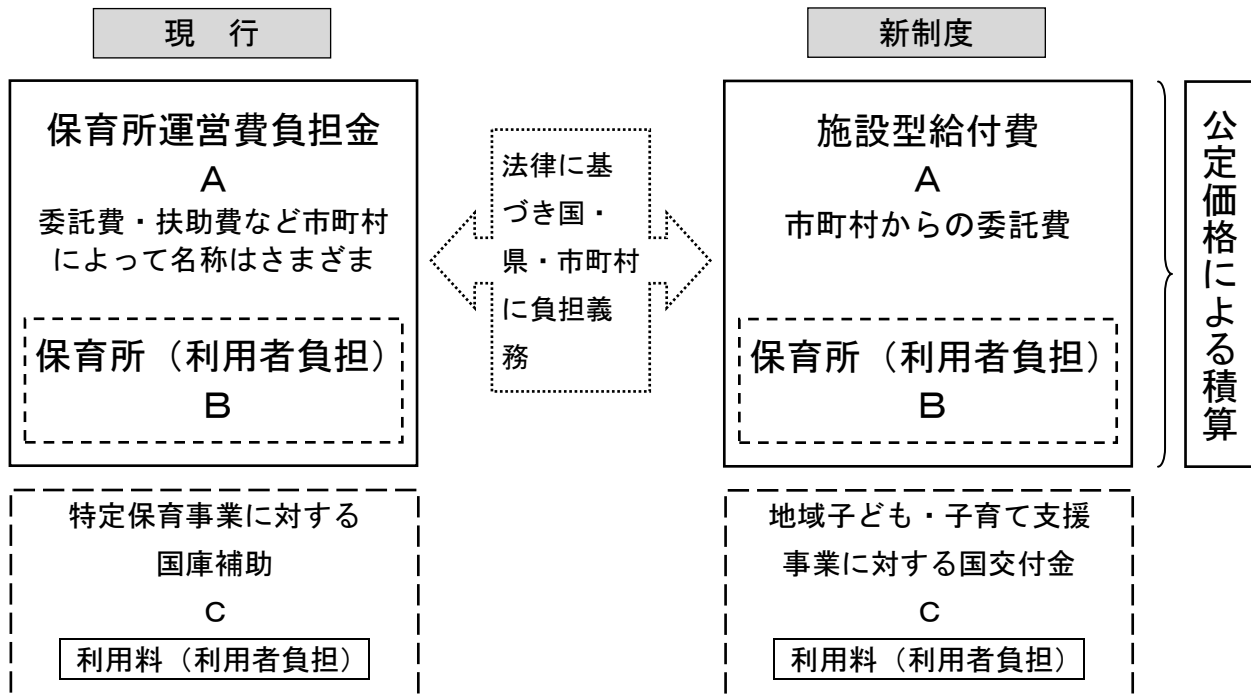 現　行
保育所運営費負担金
A
委託費・扶助費など市町村
によって名称はさまざま
保育所（利用者負担）
B
特定保育事業に対する
国庫補助
C
利用料（利用者負担）
法律に基
づき国・
県・市町村
に負担義
務
新制度
施設型給付費
A
市町村からの委託費
保育所（利用者負担）
B
地域子ども・子育て支援
事業に対する国交付金
C
利用料（利用者負担）
公定価格による積算